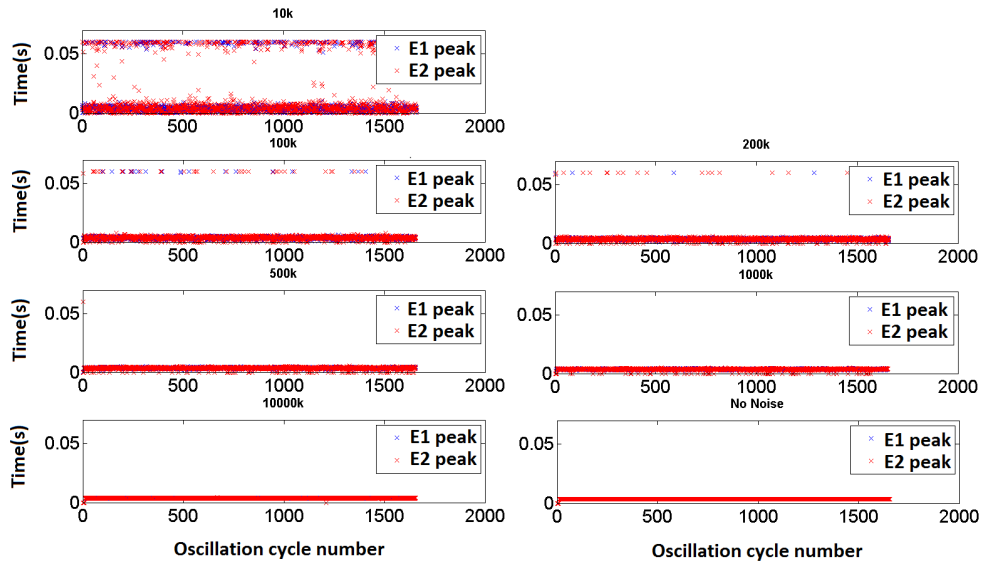 10k
Time(s)
0.05
0
E1 peak
E2 peak
0 500 1000 1500 2000
100k
Time(s)
0.05
0
E1 peak
E2 peak
0 500 1000 1500 2000
200k
0.05
0
E1 peak
E2 peak
0 500 1000 1500 2000
500k
Time(s)
0.05
0
E1 peak
E2 peak
0 500 1000 1500 2000
1000k
0.05
0
E1 peak
E2 peak
0 500 1000 1500 2000
10000k
Time(s)
0.05
0
E1 peak
E2 peak
0 500 1000 1500 2000
Oscillation cycle number
No Noise
0.05
0
E1 peak
E2 peak
0 500 1000 1500 2000
Oscillation cycle number